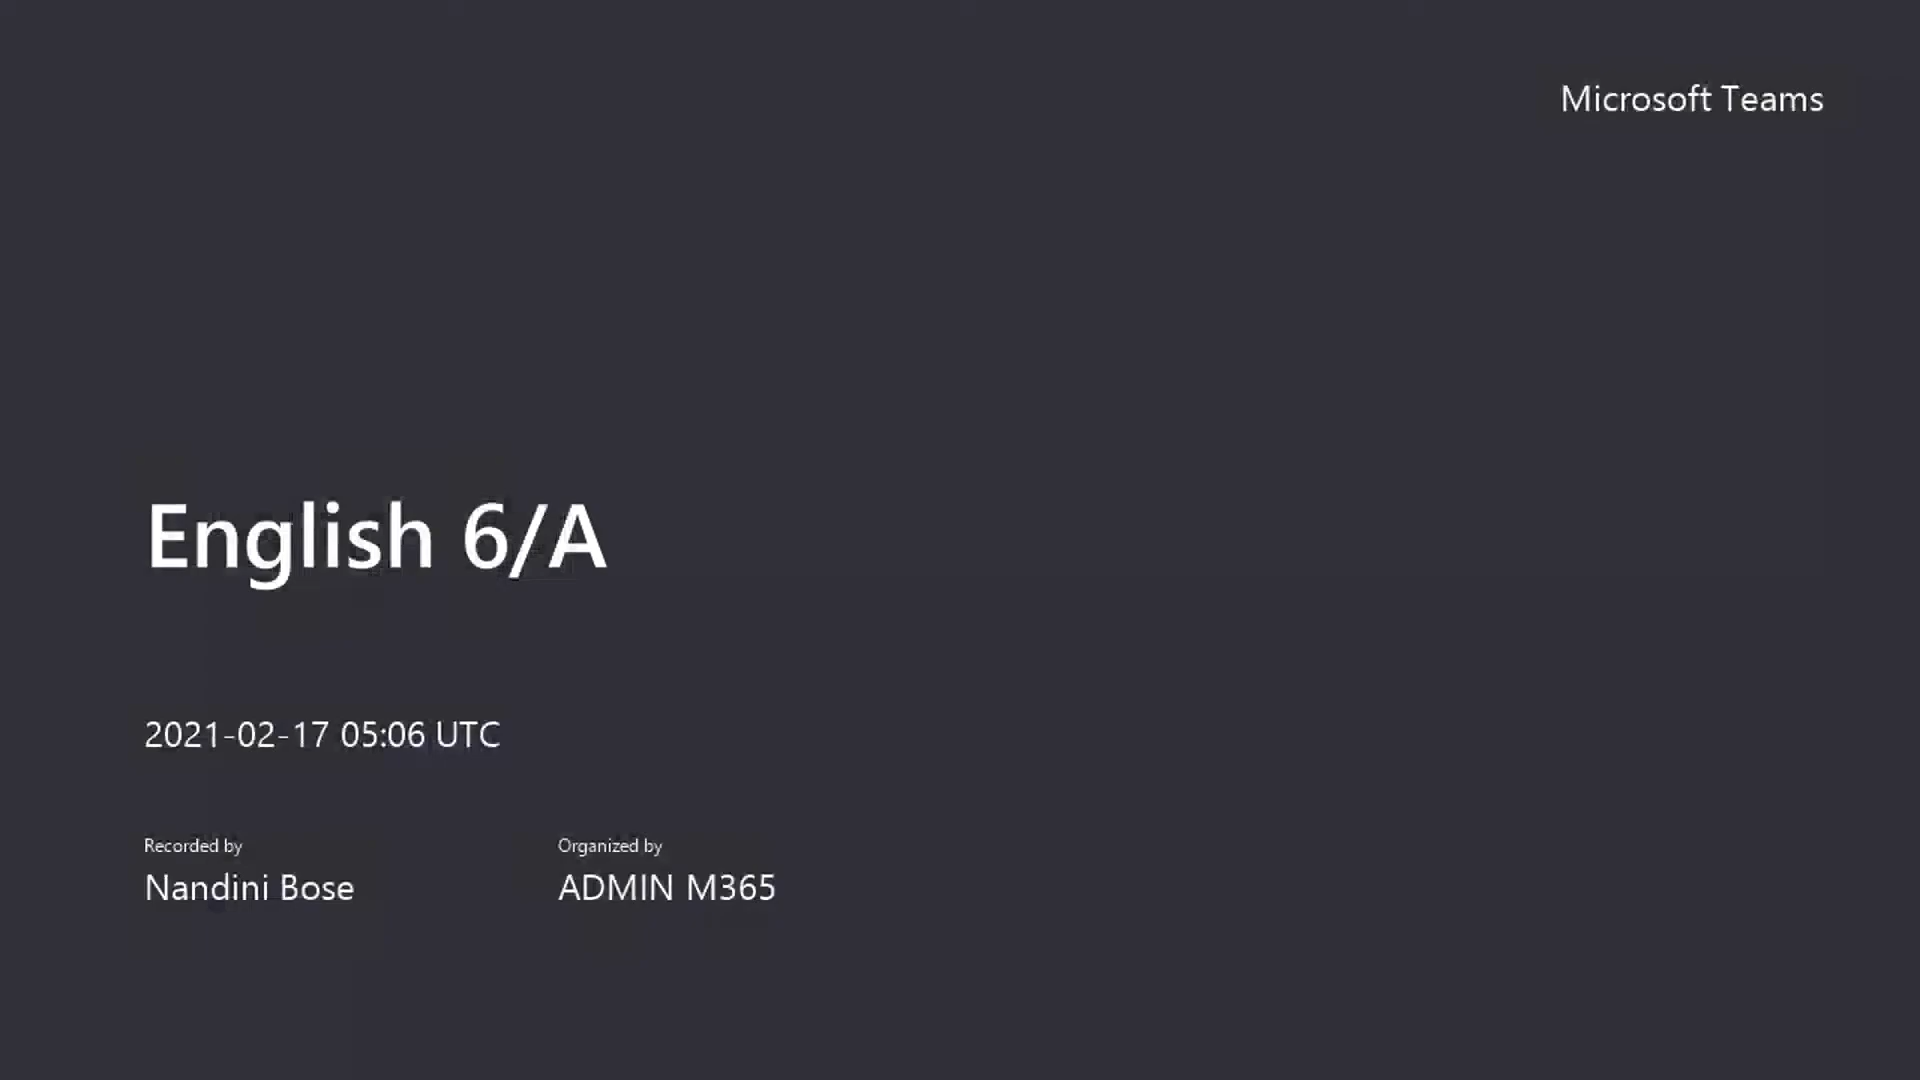 Microsoft Teams
English 6/A
2021-02-17 05:06 UTC
Recorded by
Nandini Bose
Organized by
ADMIN M365